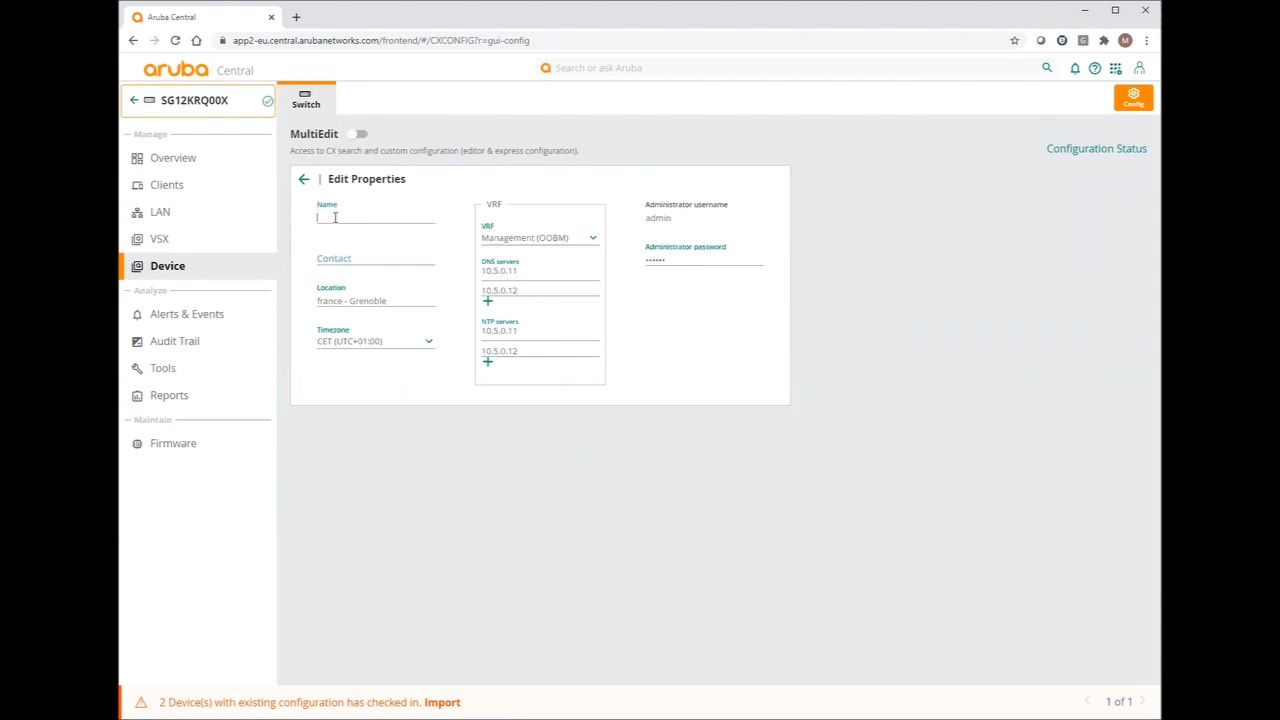 Aruba Central
app2-eu.central.arubanetworks.com/frontend/#/CXCONFIG?r=gui-config
M
aruba Central
Search or ask Aruba
SG12KRQ00X
Switch
Config
Manage
Overview
Clients
LAN
VSX
Device
Analyze
Alerts & Events
Audit Trail
Tools
Reports
Maintain
Firmware
MultiEdit
Access to CX search and custom configuration (editor & express configuration).
Configuration Status
Edit Properties
Name
Contact
Location
france - Grenoble
Timezone
CET (UTC+01:00)
VRF
VRF
Management (OOBM)
DNS servers
10.5.0.11
10.5.0.12
NTP servers
10.5.0.11
10.5.0.12
Administrator username
admin
Administrator password
••••••
2 Device(s) with existing configuration has checked in. Import
1 of 1